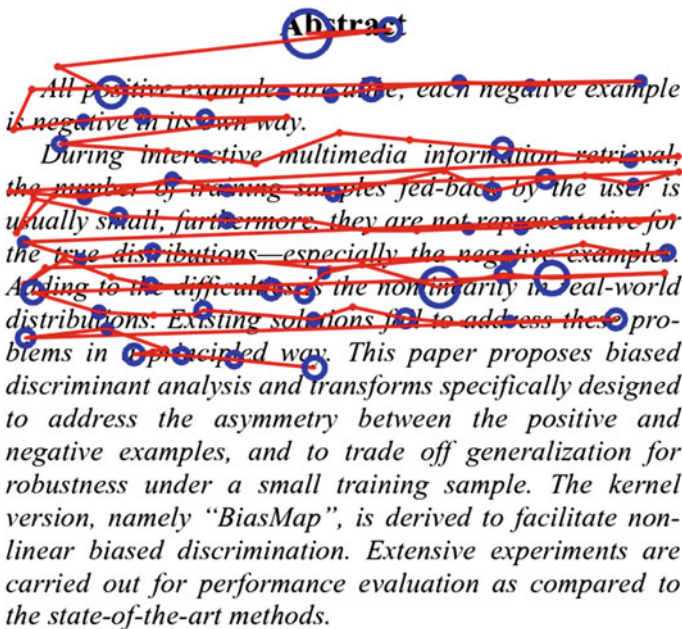 Abstract
All positive examples are alike, each negative example
is negative in its own way.
During interactive multimedia information retrieval,
the number of training samples fed-back by the user is
usually small, furthermore, they are not representative for
the true distributions—especially the negative examples.
Adding to the difficulties is the nonlinearity in real-world
distributions. Existing solutions fail to address these pro-
blems in a principled way. This paper proposes biased
discriminant analysis and transforms specifically designed
to address the asymmetry between the positive and
negative examples, and to trade off generalization for
robustness under a small training sample. The kernel
version, namely “BiasMap”, is derived to facilitate non-
linear biased discrimination. Extensive experiments are
carried out for performance evaluation as compared to
the state-of-the-art methods.